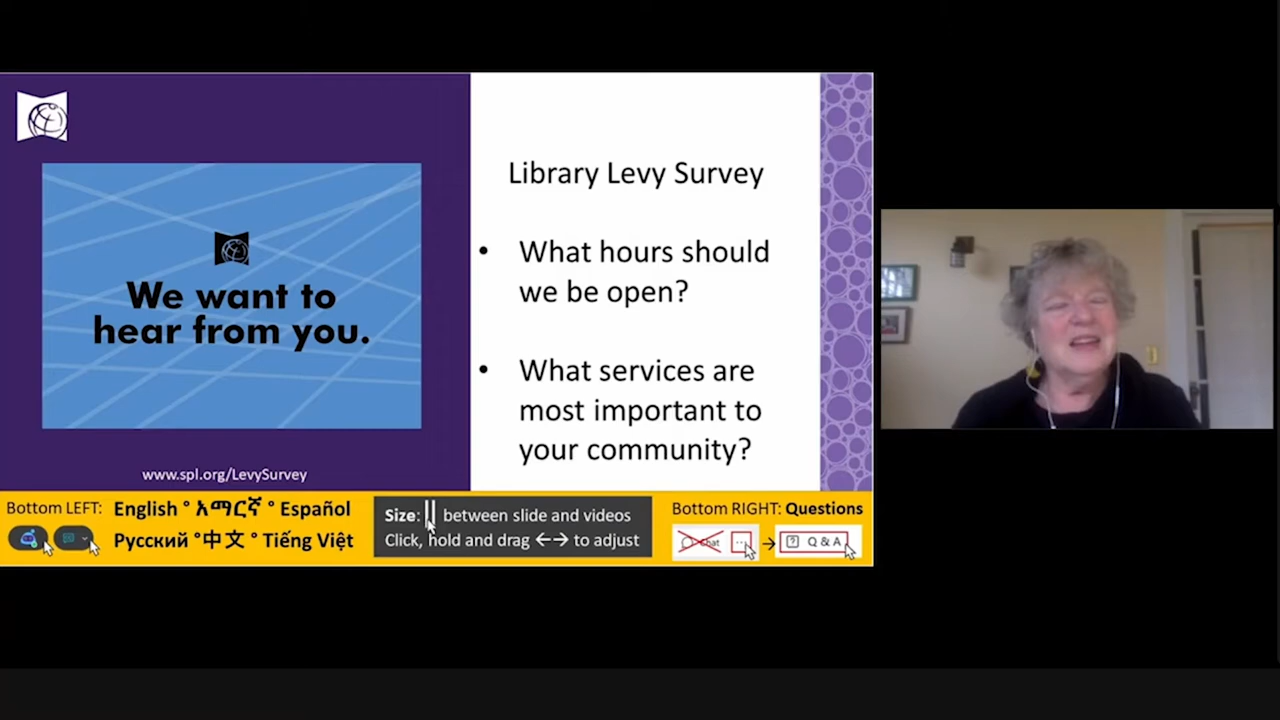 We want to
hear from you.
www.spl.org/LevySurvey
Library Levy Survey
• What hours should
we be open?
• What services are
most important to
your community?
Bottom LEFT: English ° አማርኛ ° Español
Русский °中文 ° Tiếng Việt
Size: || between slide and videos
Click, hold and drag ←→ to adjust
Bottom RIGHT: Questions
Chat ... → ? Q & A